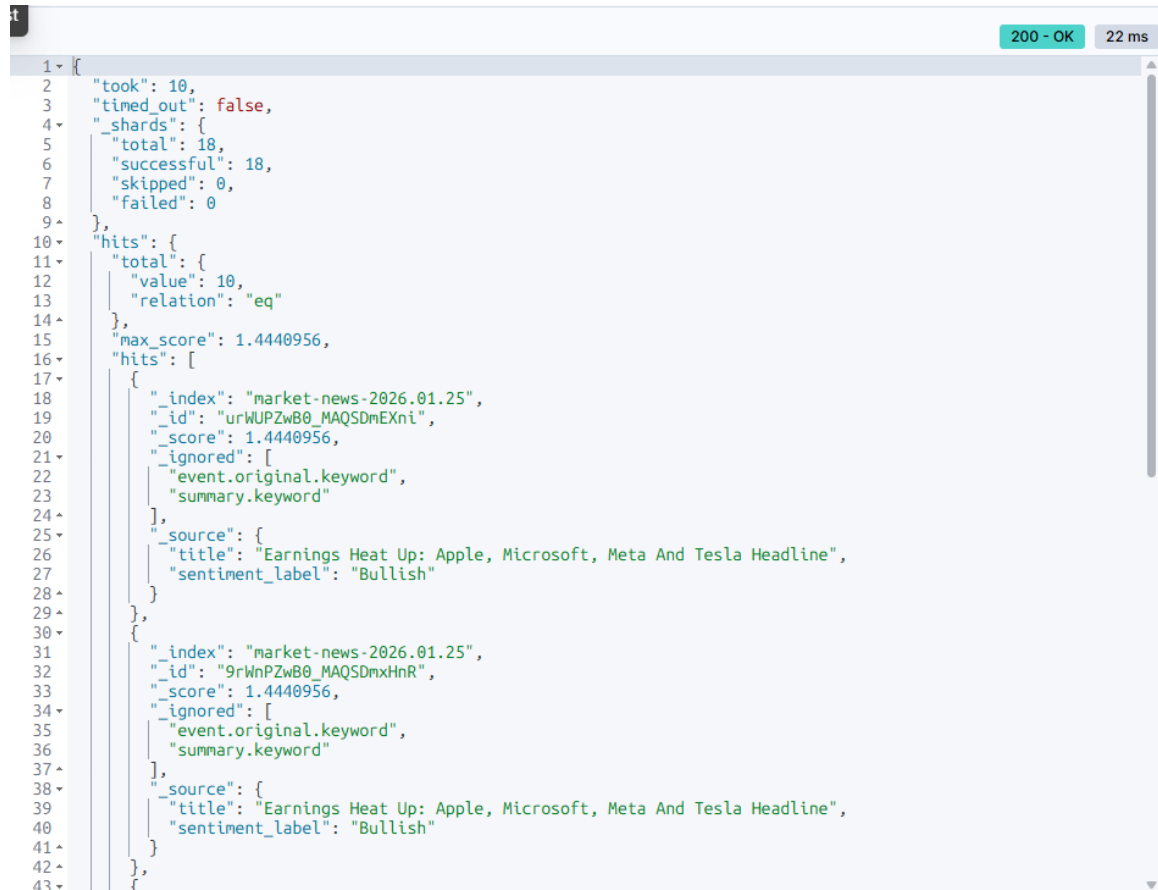 st
200 - OK 22 ms
1 {
2 "took": 10,
3 "timed_out": false,
4 "_shards": {
5 "total": 18,
6 "successful": 18,
7 "skipped": 0,
8 "failed": 0
9 },
10 "hits": {
11 "total": {
12 "value": 10,
13 "relation": "eq"
14 },
15 "max_score": 1.4440956,
16 "hits": [
17 {
18 "_index": "market-news-2026.01.25",
19 "_id": "urWUPZwB0_MAQSDmEXni",
20 "_score": 1.4440956,
21 "_ignored": [
22 "event.original.keyword",
23 "summary.keyword"
24 ],
25 "_source": {
26 "title": "Earnings Heat Up: Apple, Microsoft, Meta And Tesla Headline",
27 "sentiment_label": "Bullish"
28 }
29 },
30 {
31 "_index": "market-news-2026.01.25",
32 "_id": "9rWnPZwB0_MAQSDmxHnR",
33 "_score": 1.4440956,
34 "_ignored": [
35 "event.original.keyword",
36 "summary.keyword"
37 ],
38 "_source": {
39 "title": "Earnings Heat Up: Apple, Microsoft, Meta And Tesla Headline",
40 "sentiment_label": "Bullish"
41 }
42 },
43 {